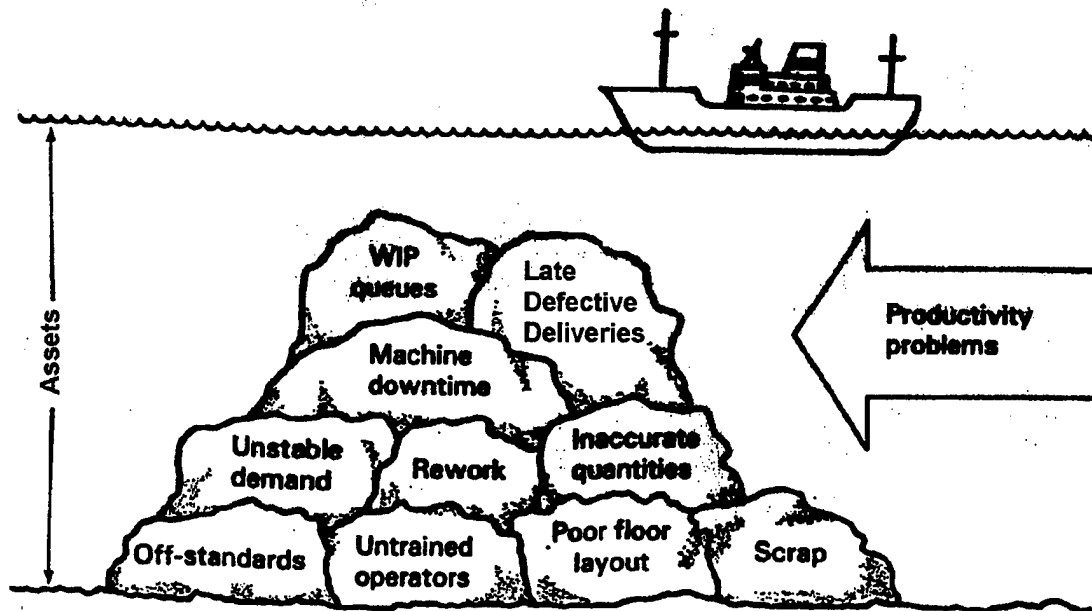 WIP
queues
Late
Defective
Deliveries
Machine
downtime
Productivity
problems
Assets
Unstable
demand
Rework
Inaccurate
quantities
Off-standards
Untrained
operators
Poor floor
layout
Scrap